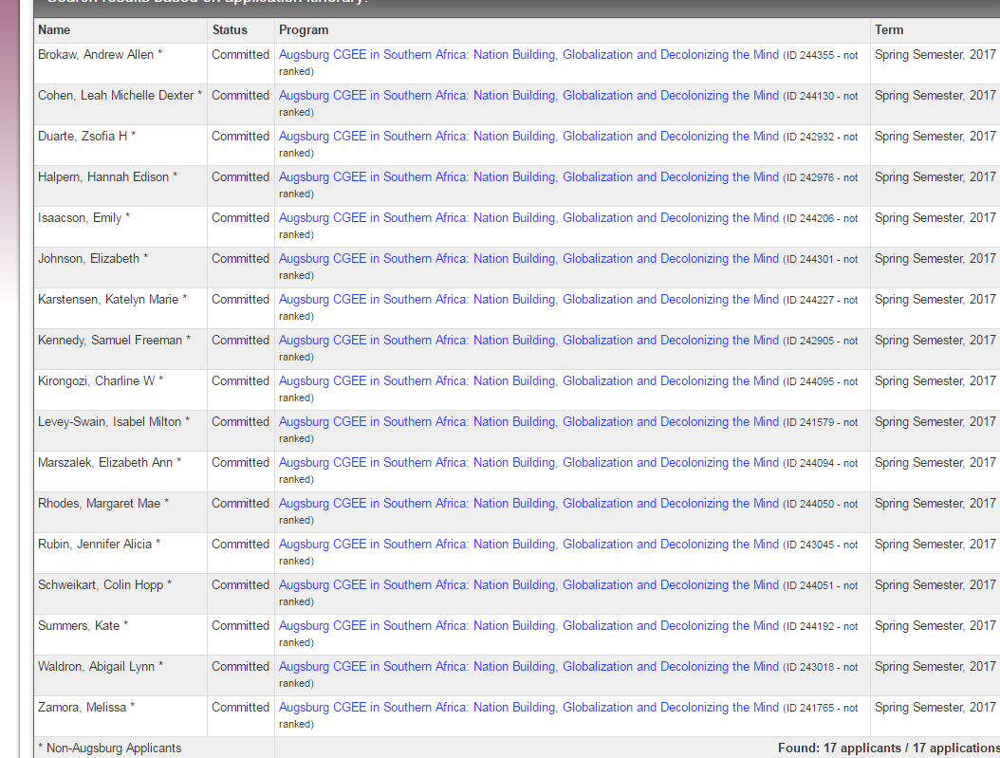 Search results based on application itinerary:
Name Status Program Term
Brokaw, Andrew Allen * Committed Augsburg CGEE in Southern Africa: Nation Building, Globalization and Decolonizing the Mind (ID 244355 - not Spring Semester, 2017
ranked)
Cohen, Leah Michelle Dexter * Committed Augsburg CGEE in Southern Africa: Nation Building, Globalization and Decolonizing the Mind (ID 244130 - not Spring Semester, 2017
ranked)
Duarte, Zsofia H * Committed Augsburg CGEE in Southern Africa: Nation Building, Globalization and Decolonizing the Mind (ID 242932 - not Spring Semester, 2017
ranked)
Halpern, Hannah Edison * Committed Augsburg CGEE in Southern Africa: Nation Building, Globalization and Decolonizing the Mind (ID 242976 - not Spring Semester, 2017
ranked)
Isaacson, Emily * Committed Augsburg CGEE in Southern Africa: Nation Building, Globalization and Decolonizing the Mind (ID 244206 - not Spring Semester, 2017
ranked)
Johnson, Elizabeth * Committed Augsburg CGEE in Southern Africa: Nation Building, Globalization and Decolonizing the Mind (ID 244301 - not Spring Semester, 2017
ranked)
Karstensen, Katelyn Marie * Committed Augsburg CGEE in Southern Africa: Nation Building, Globalization and Decolonizing the Mind (ID 244227 - not Spring Semester, 2017
ranked)
Kennedy, Samuel Freeman * Committed Augsburg CGEE in Southern Africa: Nation Building, Globalization and Decolonizing the Mind (ID 242905 - not Spring Semester, 2017
ranked)
Kirongozi, Charline W * Committed Augsburg CGEE in Southern Africa: Nation Building, Globalization and Decolonizing the Mind (ID 244095 - not Spring Semester, 2017
ranked)
Levey-Swain, Isabel Milton * Committed Augsburg CGEE in Southern Africa: Nation Building, Globalization and Decolonizing the Mind (ID 241579 - not Spring Semester, 2017
ranked)
Marszalek, Elizabeth Ann * Committed Augsburg CGEE in Southern Africa: Nation Building, Globalization and Decolonizing the Mind (ID 244094 - not Spring Semester, 2017
ranked)
Rhodes, Margaret Mae * Committed Augsburg CGEE in Southern Africa: Nation Building, Globalization and Decolonizing the Mind (ID 244050 - not Spring Semester, 2017
ranked)
Rubin, Jennifer Alicia * Committed Augsburg CGEE in Southern Africa: Nation Building, Globalization and Decolonizing the Mind (ID 243045 - not Spring Semester, 2017
ranked)
Schweikart, Colin Hopp * Committed Augsburg CGEE in Southern Africa: Nation Building, Globalization and Decolonizing the Mind (ID 244051 - not Spring Semester, 2017
ranked)
Summers, Kate * Committed Augsburg CGEE in Southern Africa: Nation Building, Globalization and Decolonizing the Mind (ID 244192 - not Spring Semester, 2017
ranked)
Waldron, Abigail Lynn * Committed Augsburg CGEE in Southern Africa: Nation Building, Globalization and Decolonizing the Mind (ID 243018 - not Spring Semester, 2017
ranked)
Zamora, Melissa * Committed Augsburg CGEE in Southern Africa: Nation Building, Globalization and Decolonizing the Mind (ID 241765 - not Spring Semester, 2017
ranked)
* Non-Augsburg Applicants Found: 17 applicants / 17 applications